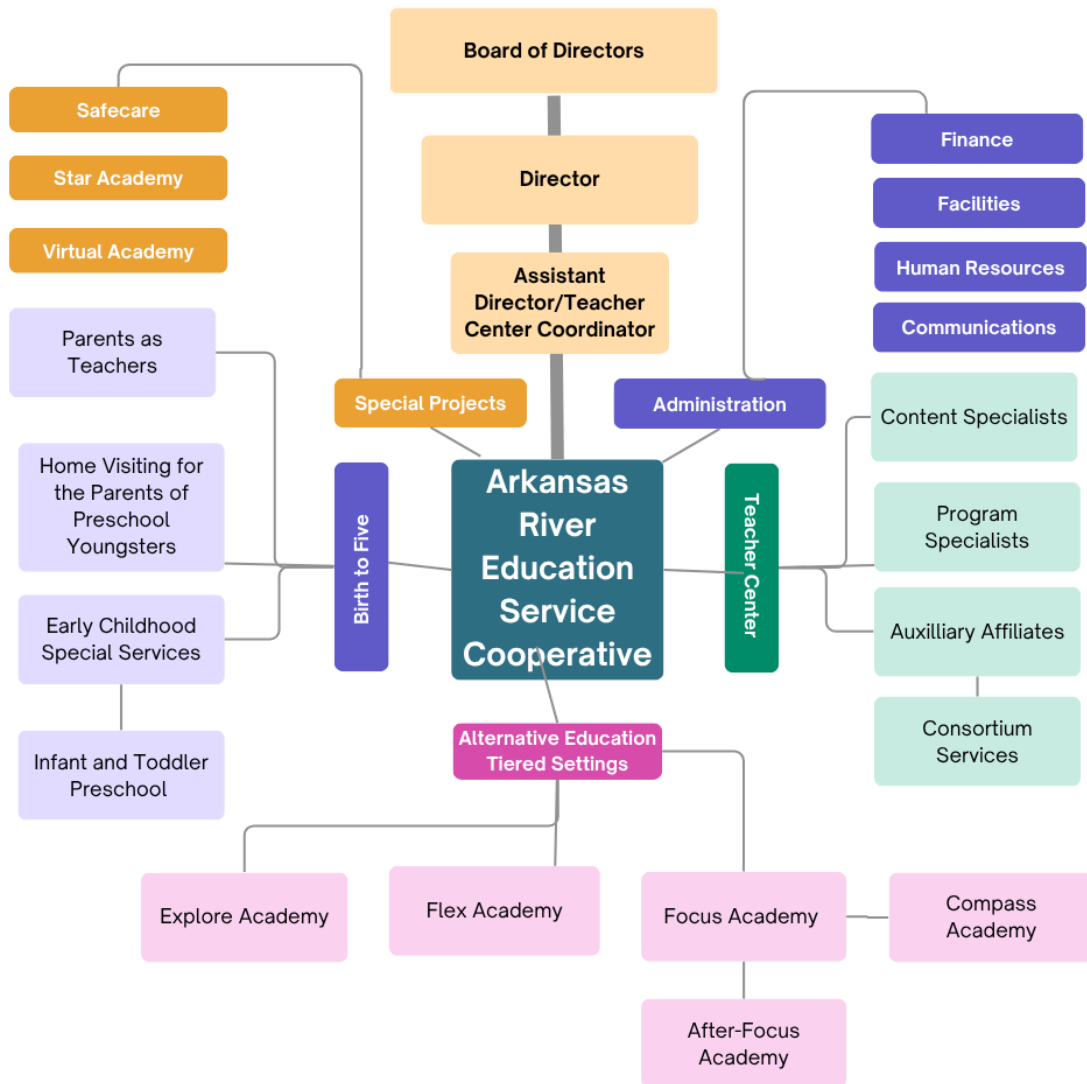 Board of Directors
Safecare
Finance
Star Academy
Director
Facilities
Virtual Academy
Human Resources
Assistant
Director/Teacher
Center Coordinator
Communications
Parents as
Teachers
Special Projects
Administration
Content Specialists
Home Visiting for
the Parents of
Preschool
Youngsters
Birth to Five
Arkansas
River
Education
Service
Cooperative
Teacher Center
Program
Specialists
Early Childhood
Special Services
Auxilliary Affiliates
Infant and Toddler
Preschool
Alternative Education
Tiered Settings
Consortium
Services
Explore Academy
Flex Academy
Focus Academy
Compass
Academy
After-Focus
Academy